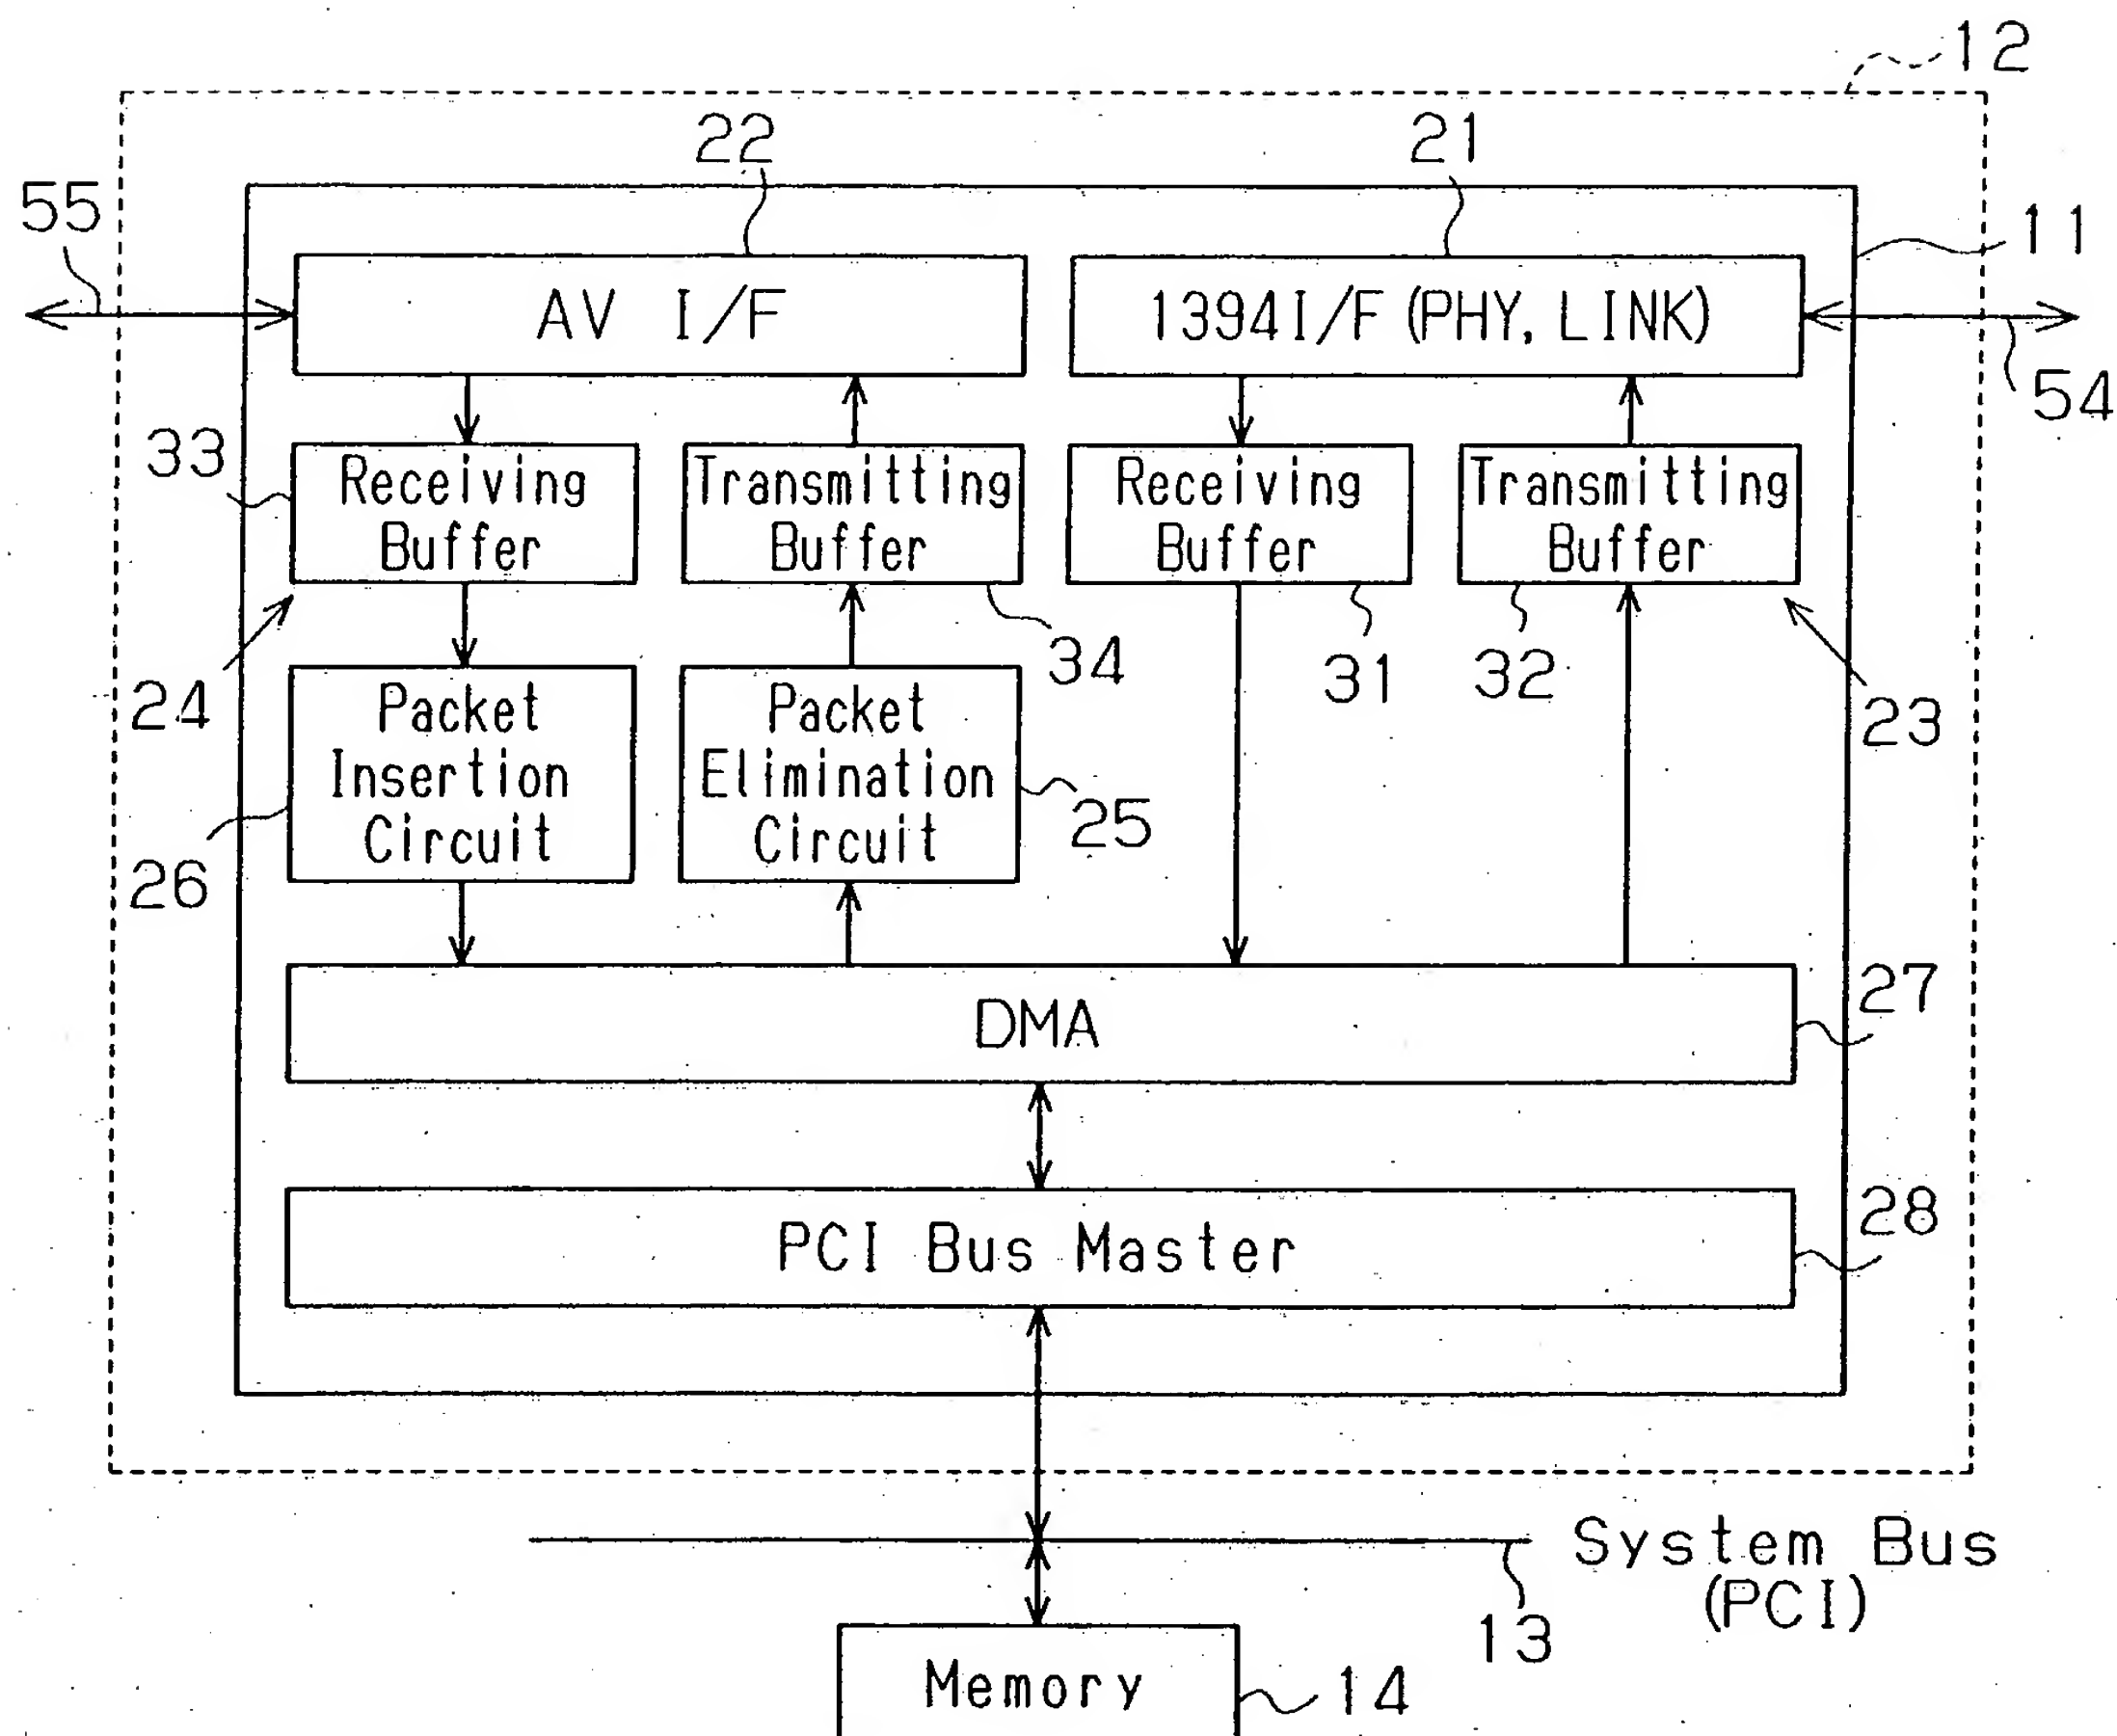 12
22
21
55
11
AV I/F
1394I/F (PHY, LINK)
54
33
Receiving
Buffer
Transmitting
Buffer
Receiving
Buffer
Transmitting
Buffer
24
34
31
32
23
Packet
Insertion
Circuit
Packet
Elimination
Circuit
25
26
27
DMA
28
PCI Bus Master
System Bus
(PCI)
13
Memory
14